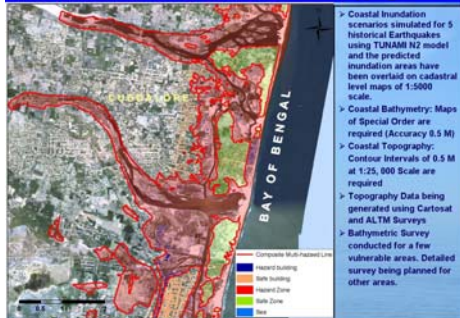 CUDDALORE
BAY OF BENGAL
Composite Multi-hazaed Line
Hazard building
Safe building
Hazard Zone
Safe Zone
Sea
➢ Coastal Inundation
scenarios simulated for 5
historical Earthquakes
using TUNAMI N2 model
and the predicted
inundation areas have
been overlaid on cadastral
level maps of 1:5000
scale.
➢ Coastal Bathymetry: Maps
of Special Order are
required (Accuracy 0.5 M)
➢ Coastal Topography:
Contour Intervals of 0.5 M
at 1:25, 000 Scale are
required
➢ Topography Data being
generated using Cartosat
and ALTM Surveys
➢ Bathymetric Survey
conducted for a few
vulnerable areas. Detailed
survey being planned for
other areas.